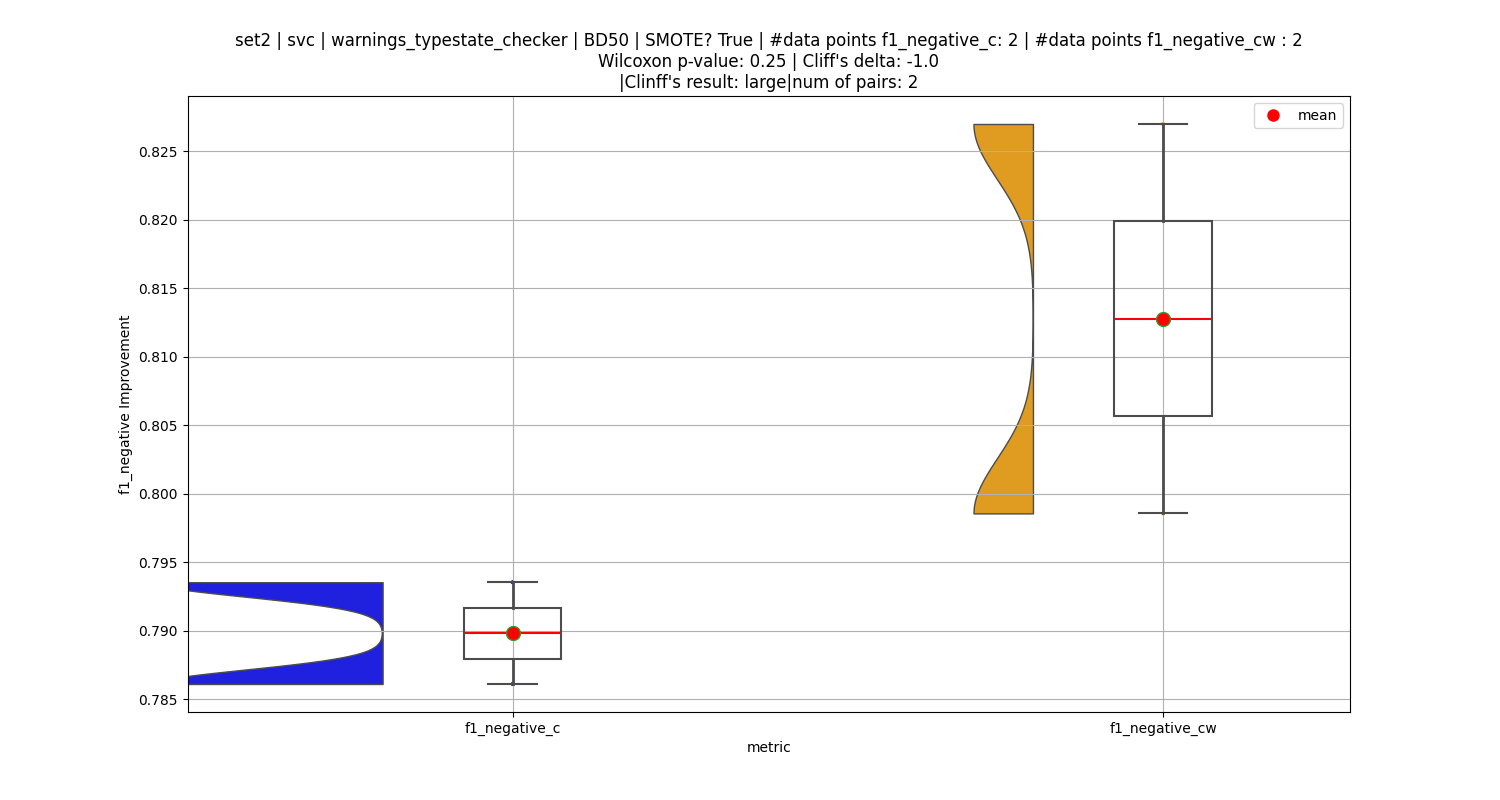 set2 | svc | warnings_typestate_checker | BD50 | SMOTE? True | #data points f1_negative_c: 2 | #data points f1_negative_cw : 2
Wilcoxon p-value: 0.25 | Cliff's delta: -1.0
|Clinff's result: large|num of pairs: 2
mean
0.825
0.820
0.815
0.810
0.805
0.800
0.795
0.790
0.785
f1_negative Improvement
f1_negative_c
f1_negative_cw
metric